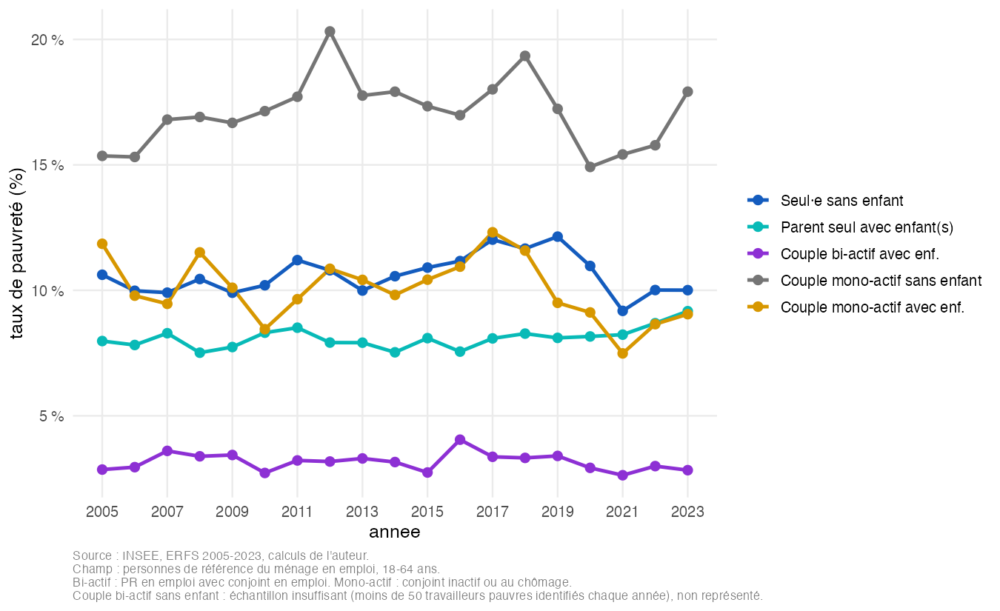 20 %
15 %
10 %
5 %
taux de pauvreté (%)
2005 2007 2009 2011 2013 2015 2017 2019 2021 2023
annee
Seul·e sans enfant
Parent seul avec enfant(s)
Couple bi-actif avec enf.
Couple mono-actif sans enfant
Couple mono-actif avec enf.
Source : INSEE, ERFS 2005-2023, calculs de l'auteur.
Champ : personnes de référence du ménage en emploi, 18-64 ans.
Bi-actif : PR en emploi avec conjoint en emploi. Mono-actif : conjoint inactif ou au chômage.
Couple bi-actif sans enfant : échantillon insuffisant (moins de 50 travailleurs pauvres identifiés chaque année), non représenté.